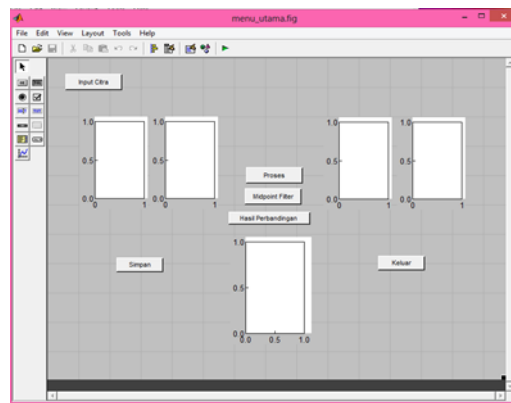 menu_utama.fig
File Edit View Layout Tools Help
Input Citra
1.0 1.0 1.0 1.0
0.5 0.5 0.5 0.5
Proses
Midpoint Filter
0.0 0.0 0.0 0.0
0 1 0 1 0 1 0 1
Hasil Perbandingan
1.0
Simpan
Keluar
0.5
0.0
0.0 0.5 1.0